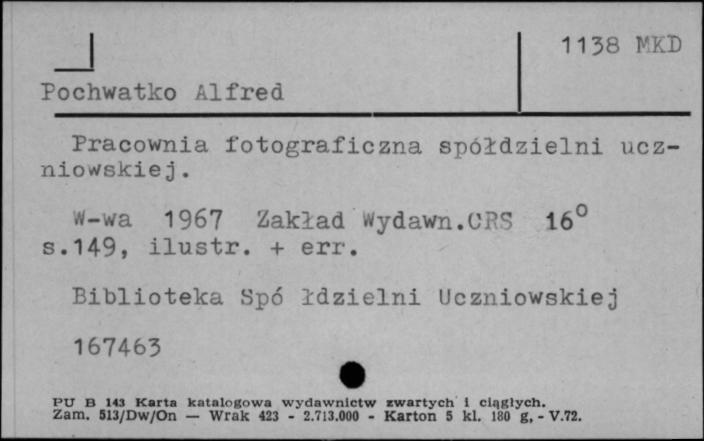 1138 MKD
Pochwatko Alfred
Pracownia fotograficzna spółdzielni ucz-
niowskiej.
W-wa 1967 Zakład Wydawn.CRS 16°
s.149, ilustr. + err.
Biblioteka Spó łdzielni Uczniowskiej
167463
PU B 143 Karta katalogowa wydawnictw zwartych i ciągłych.
Zam. 513/Dw/On — Wrak 423 - 2.713.000 - Karton 5 kl. 180 g, - V.72.